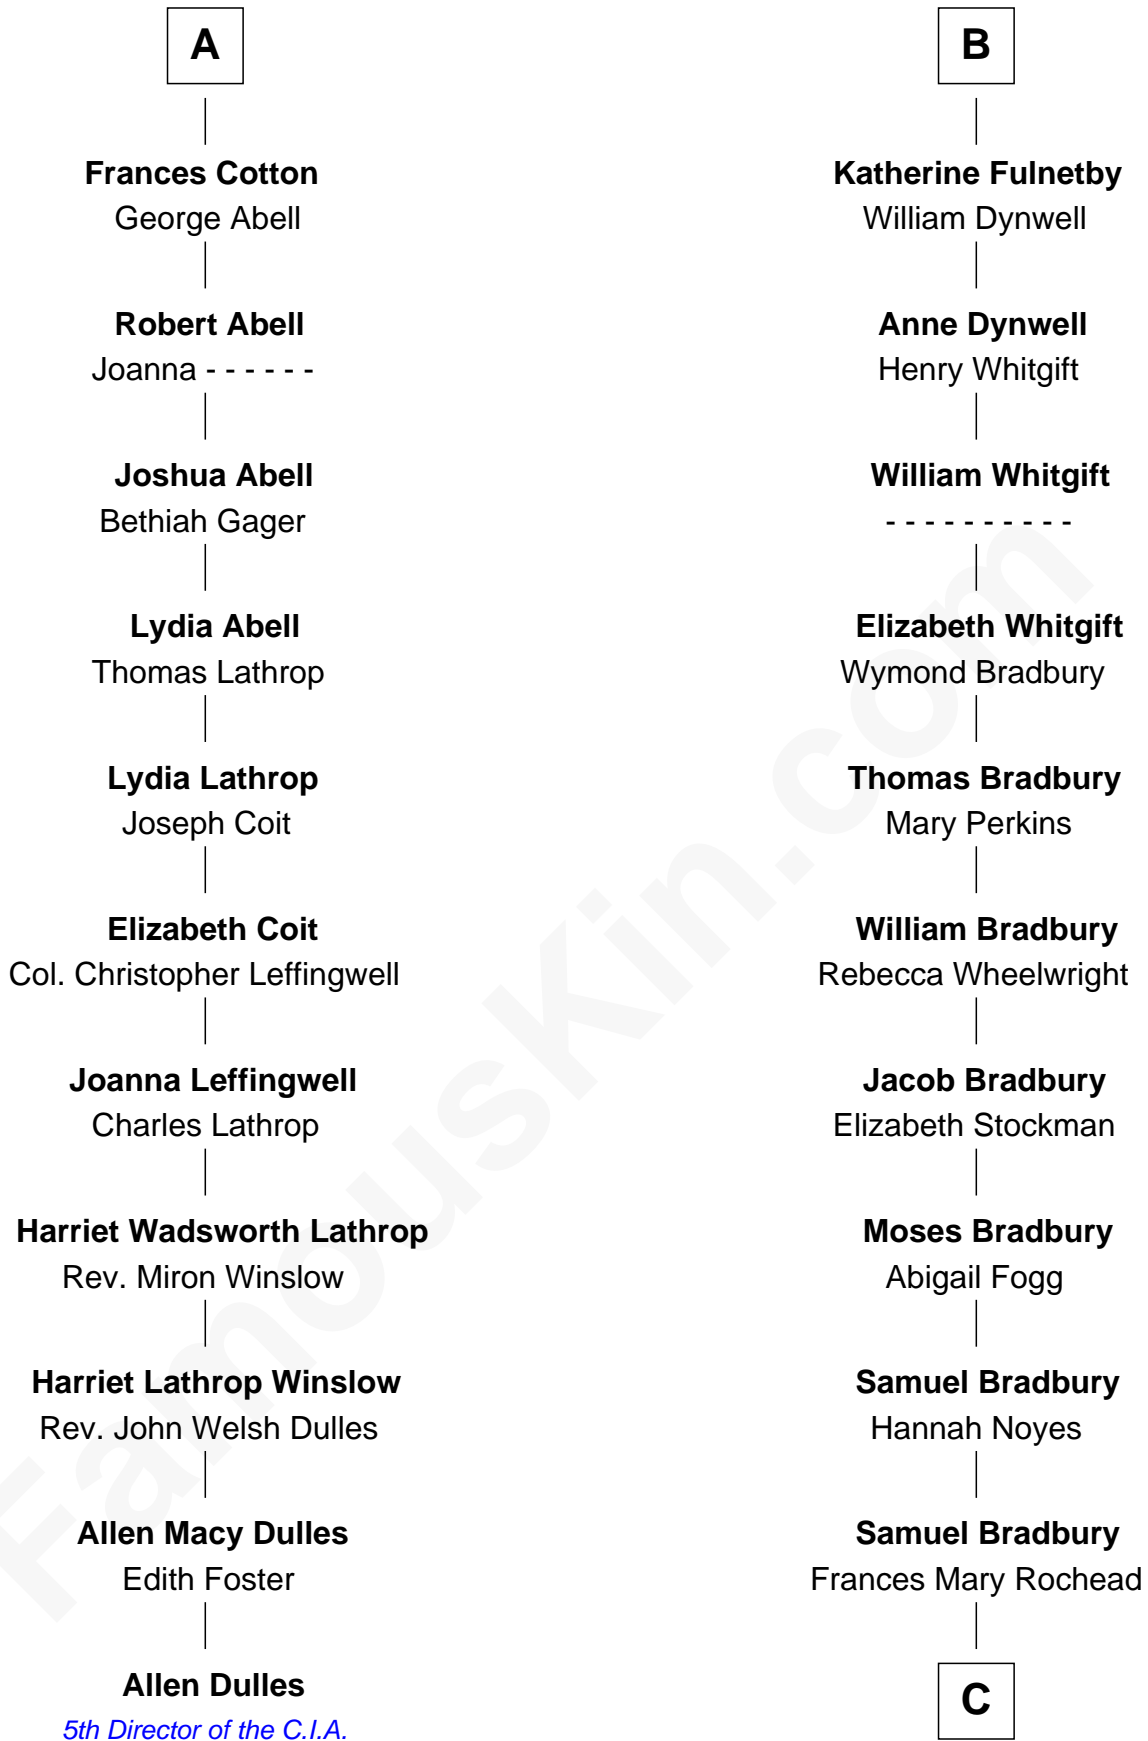 A
Frances Cotton
George Abell
Robert Abell
Joanna - - - - - -
Joshua Abell
Bethiah Gager
Lydia Abell
Thomas Lathrop
Lydia Lathrop
Joseph Coit
Elizabeth Coit
Col. Christopher Leffingwell
Joanna Leffingwell
Charles Lathrop
Harriet Wadsworth Lathrop
Rev. Miron Winslow
Harriet Lathrop Winslow
Rev. John Welsh Dulles
Allen Macy Dulles
Edith Foster
Allen Dulles
5th Director of the C.I.A.
B
Katherine Fulnetby
William Dynwell
Anne Dynwell
Henry Whitgift
William Whitgift
- - - - - - - - - -
Elizabeth Whitgift
Wymond Bradbury
Thomas Bradbury
Mary Perkins
William Bradbury
Rebecca Wheelwright
Jacob Bradbury
Elizabeth Stockman
Moses Bradbury
Abigail Fogg
Samuel Bradbury
Hannah Noyes
Samuel Bradbury
Frances Mary Rochead
C
FamousKin.com